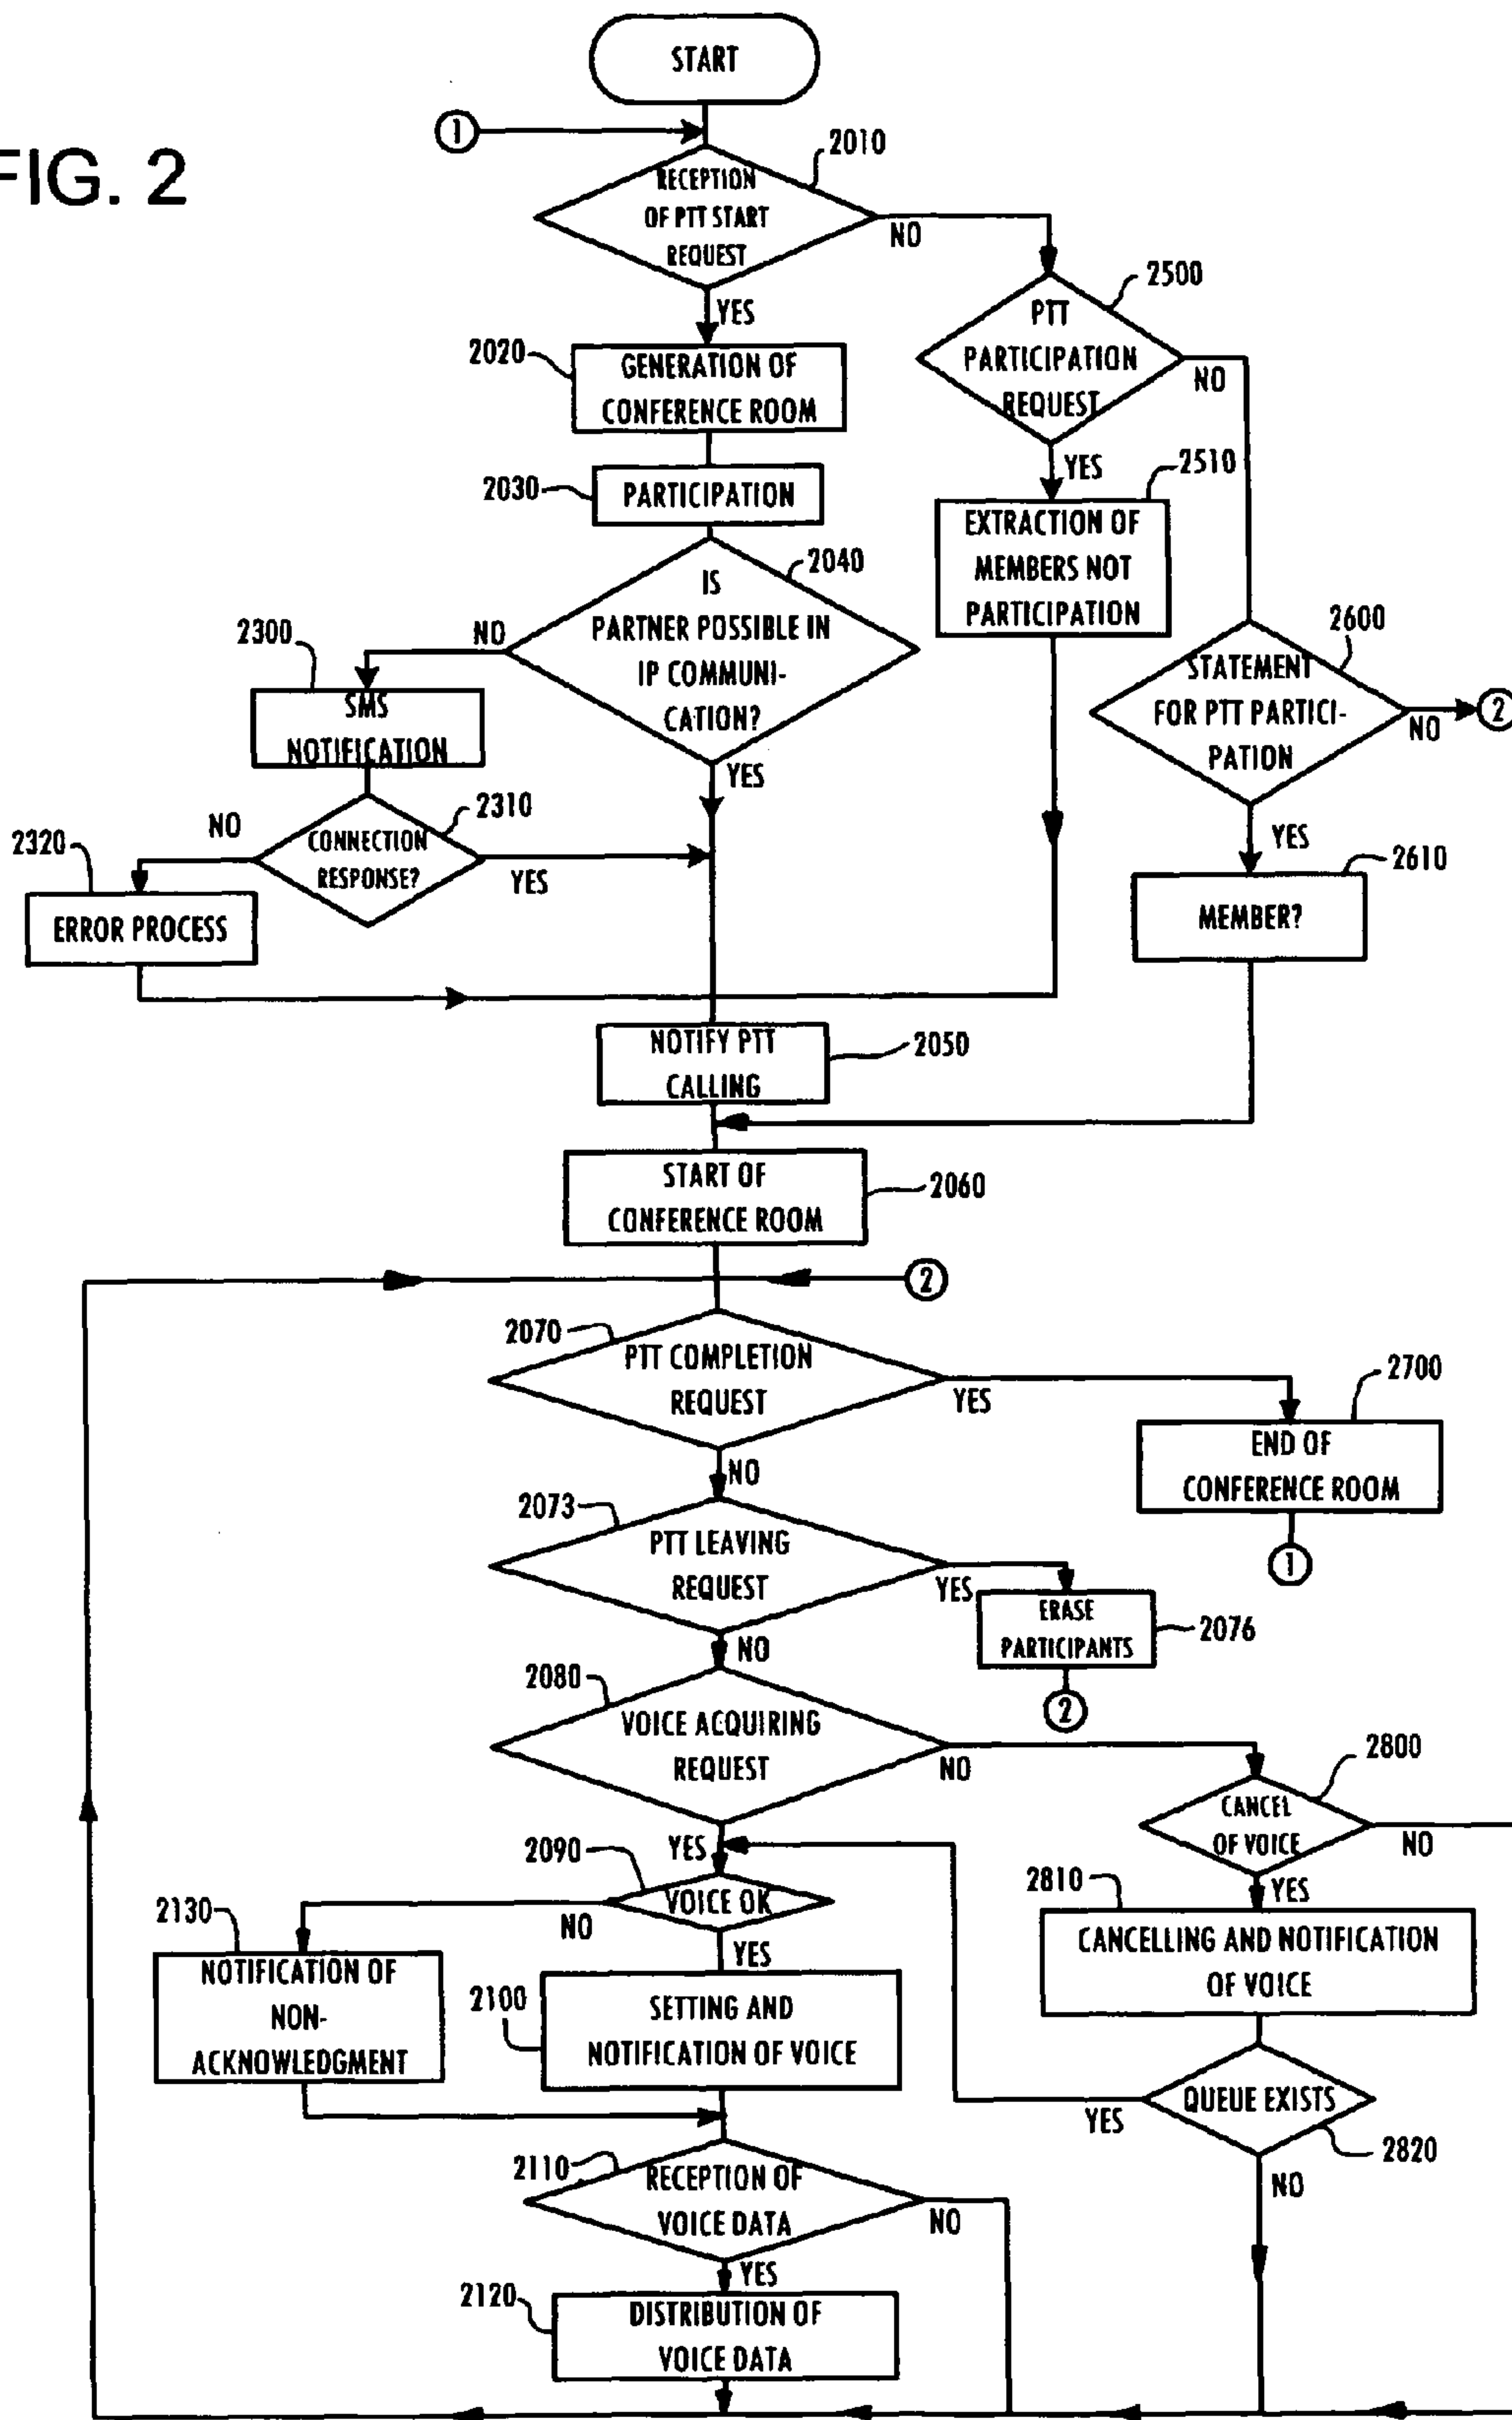 FIG. 2
START
1
2010
RECEPTION
OF PTT START
REQUEST
NO
YES
2500
PTT
PARTICIPATION
REQUEST
NO
YES
2020
GENERATION OF
CONFERENCE ROOM
2030
PARTICIPATION
2510
EXTRACTION OF
MEMBERS NOT
PARTICIPATION
2040
IS
PARTNER POSSIBLE IN
IP COMMUNI-
CATION?
NO
YES
2600
STATEMENT
FOR PTT PARTICI-
PATION
NO
2
YES
2300
SMS
NOTIFICATION
2310
CONNECTION
RESPONSE?
NO
YES
2320
ERROR PROCESS
2610
MEMBER?
NOTIFY PTT
CALLING
2050
START OF
CONFERENCE ROOM
2060
2
2070
PTT COMPLETION
REQUEST
YES
NO
2700
END OF
CONFERENCE ROOM
1
2073
PTT LEAVING
REQUEST
YES
NO
ERASE
PARTICIPANTS
2076
2
2080
VOICE ACQUIRING
REQUEST
NO
YES
2800
CANCEL
OF VOICE
NO
YES
2090
VOICE OK
NO
YES
2810
CANCELLING AND NOTIFICATION
OF VOICE
2130
NOTIFICATION OF
NON-
ACKNOWLEDGMENT
2100
SETTING AND
NOTIFICATION OF VOICE
QUEUE EXISTS
YES
2820
NO
2110
RECEPTION OF
VOICE DATA
NO
YES
2120
DISTRIBUTION OF
VOICE DATA